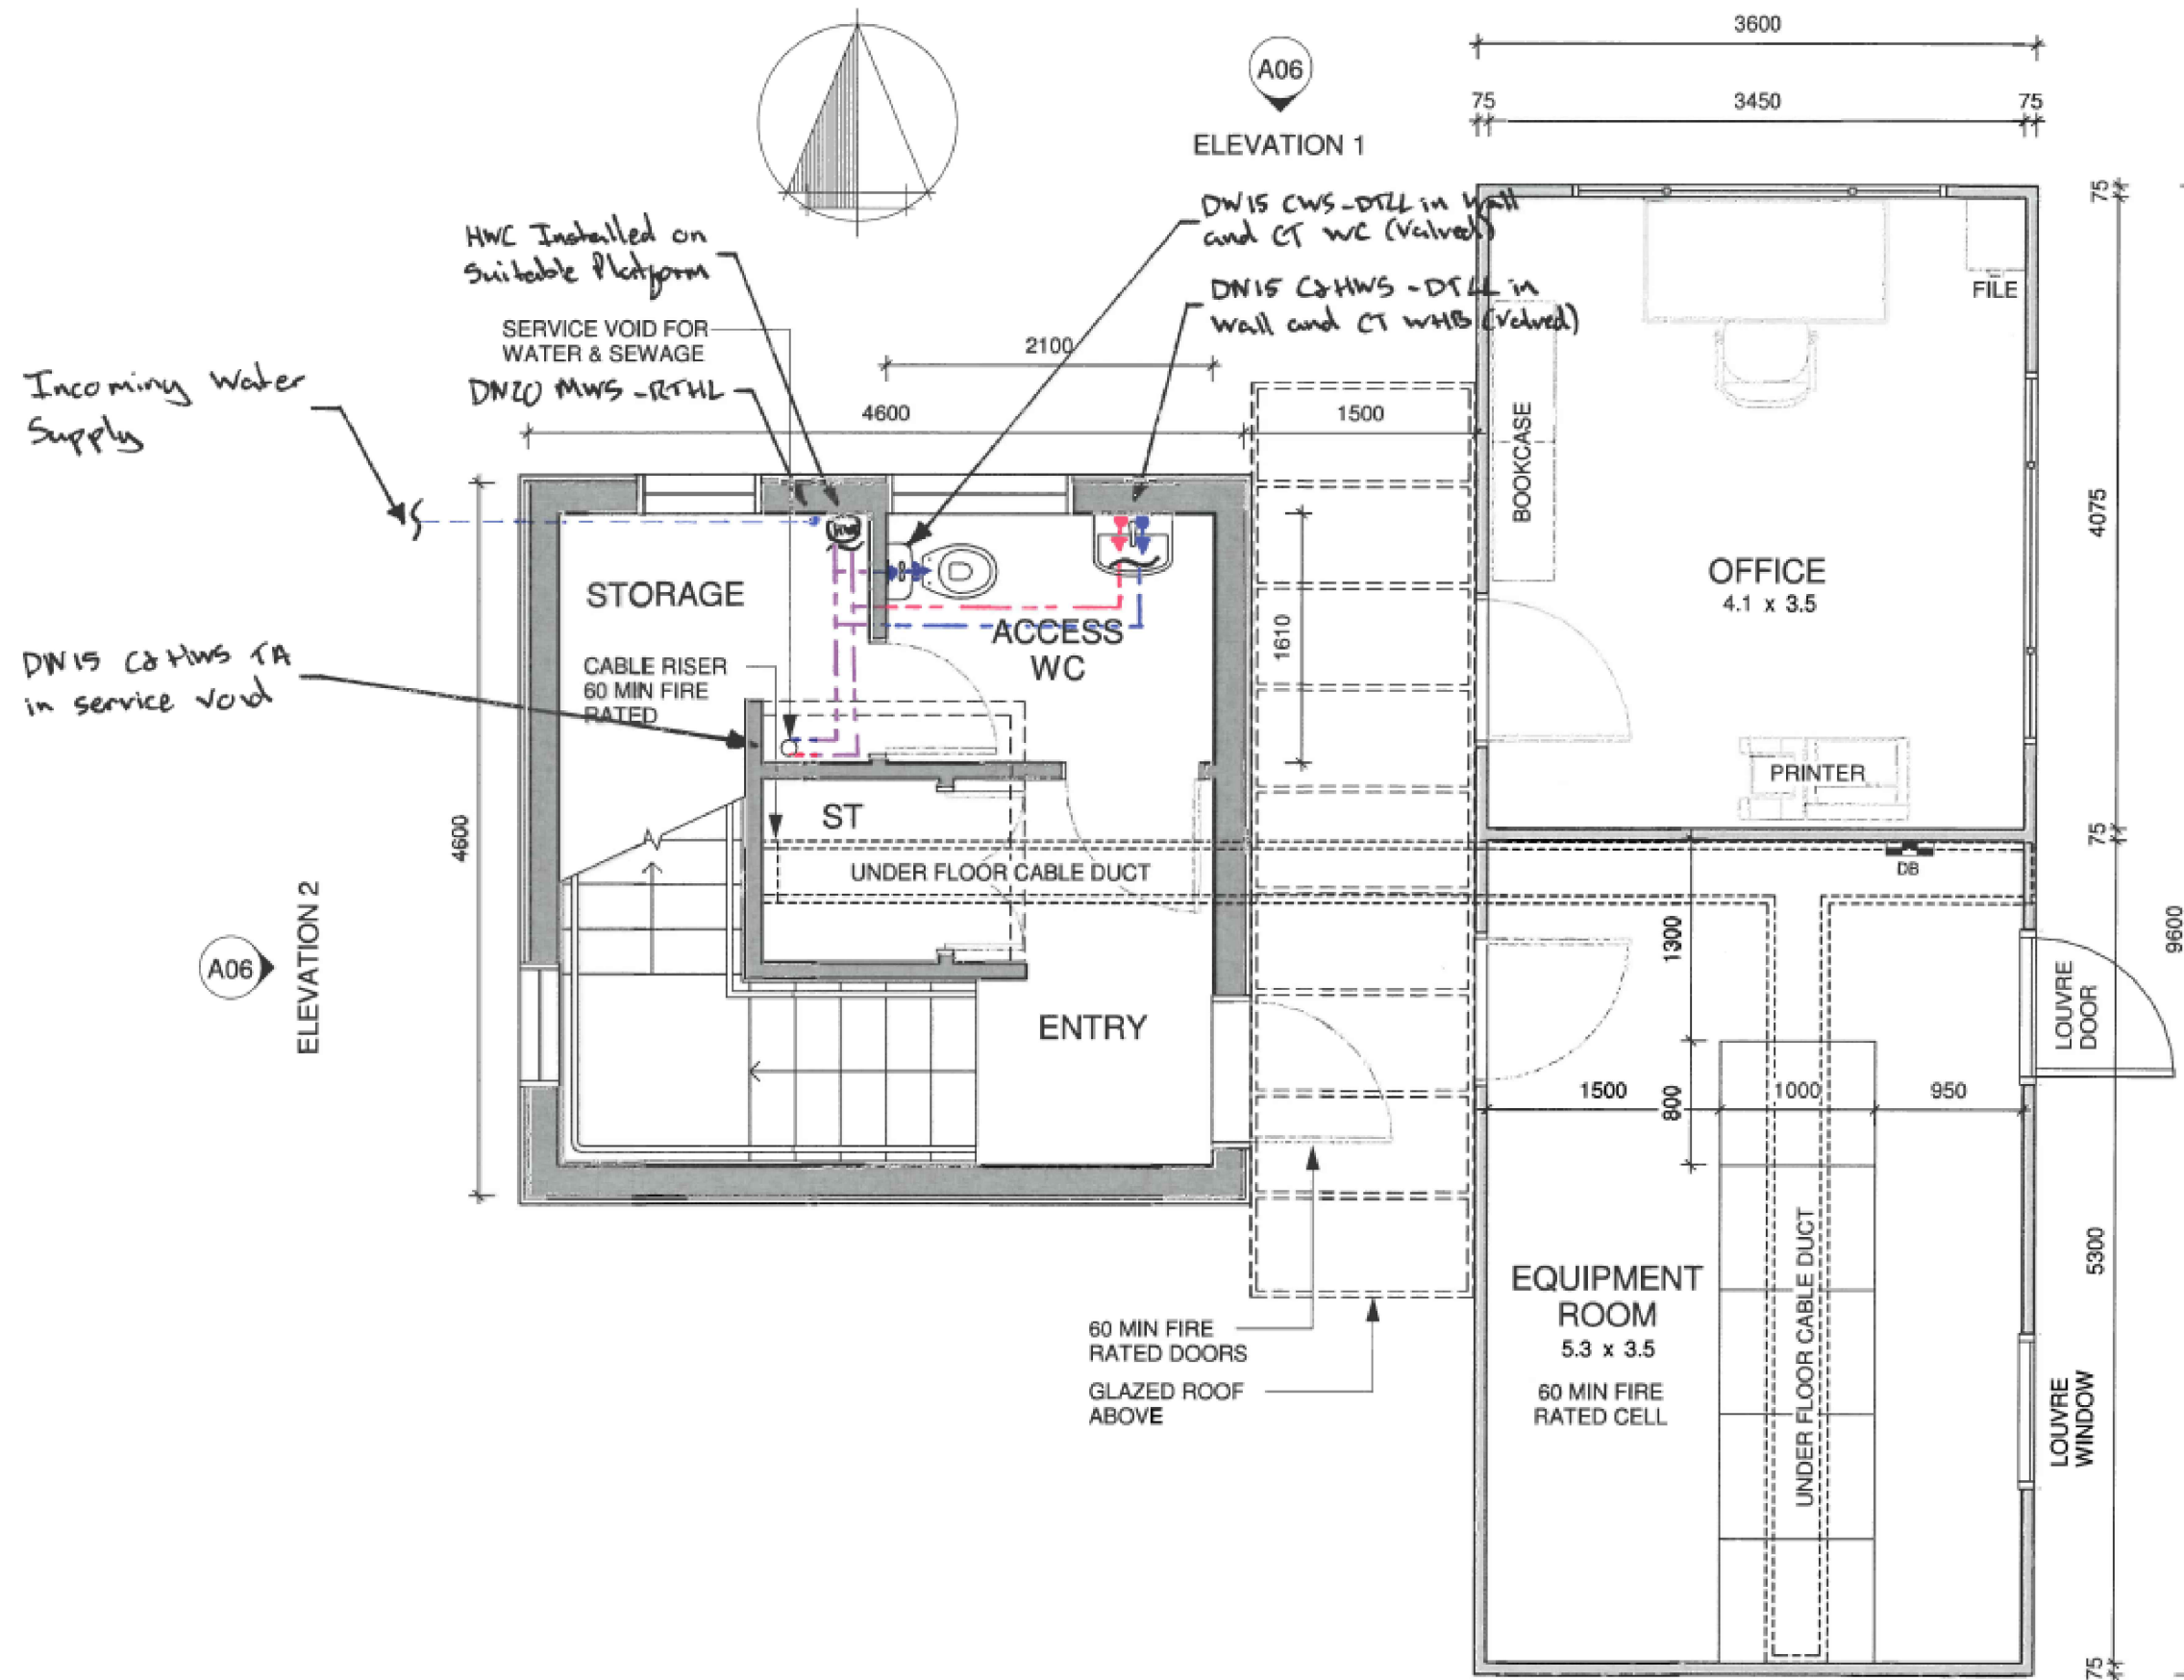 3600
A06
75
3450
75
ELEVATION 1
DW15 CWS-DTLL in Wall
and CT WC (Valved)
HWC Installed on
Suitable Platform
DN15 C&HWS -DTLL in
Wall and CT WHB (Valved)
SERVICE VOID FOR
WATER & SEWAGE
2100
DN20 MWS -RTHL
Incoming Water
Supply
4600
1500
75
FILE
BOOKCASE
4075
HWC
STORAGE
OFFICE
4.1 x 3.5
ACCESS
WC
1610
DW15 C&HWS TA
in service void
CABLE RISER
60 MIN FIRE
RATED
PRINTER
ST
75
4600
UNDER FLOOR CABLE DUCT
DB
A06
ELEVATION 2
1300
9600
LOUVRE
DOOR
ENTRY
1500
800
1000
950
5300
EQUIPMENT
ROOM
5.3 x 3.5
60 MIN FIRE
RATED CELL
UNDER FLOOR CABLE DUCT
60 MIN FIRE
RATED DOORS
GLAZED ROOF
ABOVE
LOUVRE
WINDOW
75